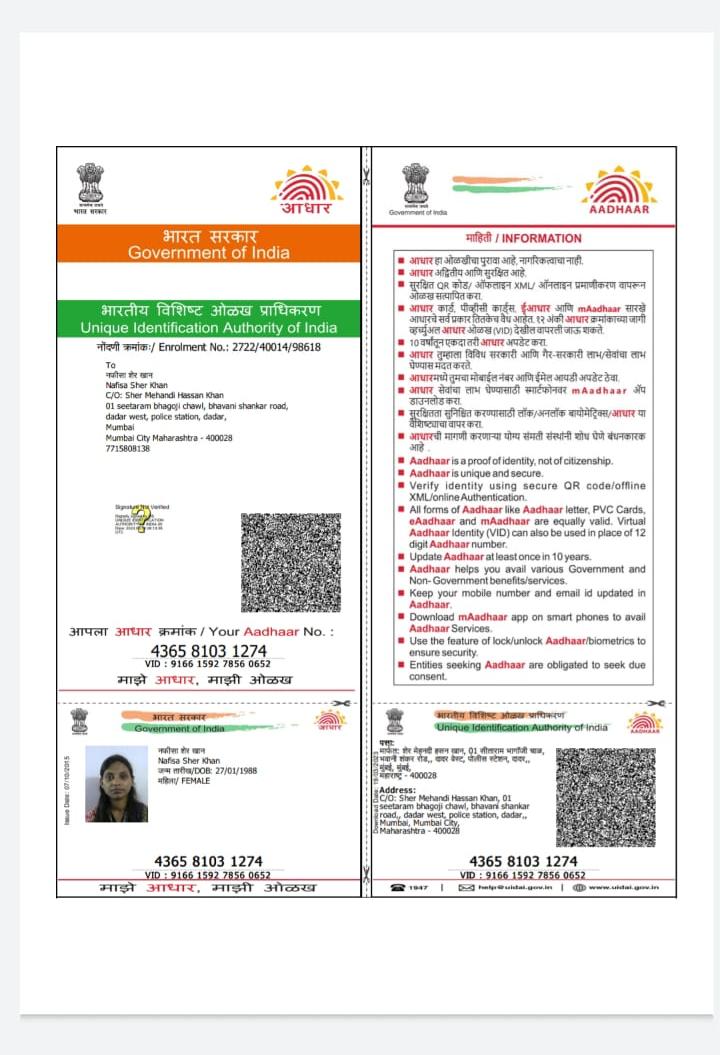 भारत सरकार
आधार
भारत सरकार
Government of India
भारतीय विशिष्ट ओळख प्राधिकरण
Unique Identification Authority of India
नोंदणी क्रमांक:/ Enrolment No.: 2722/40014/98618
To
नफीसा शेर खान
Nafisa Sher Khan
C/O: Sher Mehandi Hassan Khan,
01 seetaram bhagoji chawl, bhavani shankar road,
dadar west, police station, dadar,
Mumbai
Mumbai City Maharashtra - 400028
7715808138
Signature Not Verified
आपला आधार क्रमांक / Your Aadhaar No. :
4365 8103 1274
VID : 9166 1592 7856 0652
माझे आधार, माझी ओळख
भारत सरकार
Government of India
आधार
Issue Date: 07/10/2015
नफीसा शेर खान
Nafisa Sher Khan
जन्म तारीख/DOB: 27/01/1988
महिला/ FEMALE
4365 8103 1274
VID : 9166 1592 7856 0652
माझे आधार, माझी ओळख
Government of India
AADHAAR
माहिती / INFORMATION
आधार हा ओळखीचा पुरावा आहे, नागरिकत्वाचा नाही.
आधार अद्वितीय आणि सुरक्षित आहे.
सुरक्षित QR कोड/ ऑफलाइन XML/ ऑनलाइन प्रमाणीकरण वापरून
ओळख सत्यापित करा.
आधार कार्ड, पीव्हीसी कार्ड्स, ईआधार आणि mAadhaar सारखे
आधारचे सर्व प्रकार तितकेच वैध आहेत. १२ अंकी आधार क्रमांकाच्या जागी
व्हर्च्युअल आधार ओळख (VID) देखील वापरली जाऊ शकते.
10 वर्षातून एकदा तरी आधार अपडेट करा.
आधार तुम्हाला विविध सरकारी आणि गैर-सरकारी लाभ/सेवांचा लाभ
घेण्यास मदत करते.
आधारमध्ये तुमचा मोबाईल नंबर आणि ईमेल आयडी अपडेट ठेवा.
आधार सेवांचा लाभ घेण्यासाठी स्मार्टफोनवर mAadhaar ॲप
डाउनलोड करा.
सुरक्षितता सुनिश्चित करण्यासाठी लॉक/अनलॉक बायोमेट्रिक्स/आधार या
वैशिष्ट्याचा वापर करा.
आधारची मागणी करणाऱ्या योग्य संमती संस्थांनी शोध घेणे बंधनकारक
आहे .
Aadhaar is a proof of identity, not of citizenship.
Aadhaar is unique and secure.
Verify identity using secure QR code/offline
XML/online Authentication.
All forms of Aadhaar like Aadhaar letter, PVC Cards,
eAadhaar and mAadhaar are equally valid. Virtual
Aadhaar Identity (VID) can also be used in place of 12
digit Aadhaar number.
Update Aadhaar at least once in 10 years.
Aadhaar helps you avail various Government and
Non- Government benefits/services.
Keep your mobile number and email id updated in
Aadhaar.
Download mAadhaar app on smart phones to avail
Aadhaar Services.
Use the feature of lock/unlock Aadhaar/biometrics to
ensure security.
Entities seeking Aadhaar are obligated to seek due
consent.
भारतीय विशिष्ट ओळख प्राधिकरण
Unique Identification Authority of India
AADHAAR
Download Date: 19/03/2023
पत्ता:
मार्फत: शेर मेहनदी हसन खान, 01 सीताराम भागोजी चाळ,
भवानी शंकर रोड,, दादर वेस्ट, पोलीस स्टेशन, दादर,,
मुंबई, मुंबई,
महाराष्ट्र - 400028
Address:
C/O: Sher Mehandi Hassan Khan, 01
seetaram bhagoji chawl, bhavani shankar
road,, dadar west, police station, dadar,,
Mumbai, Mumbai City,
Maharashtra - 400028
4365 8103 1274
VID : 9166 1592 7856 0652
1947 | help@uidai.gov.in | www.uidai.gov.in